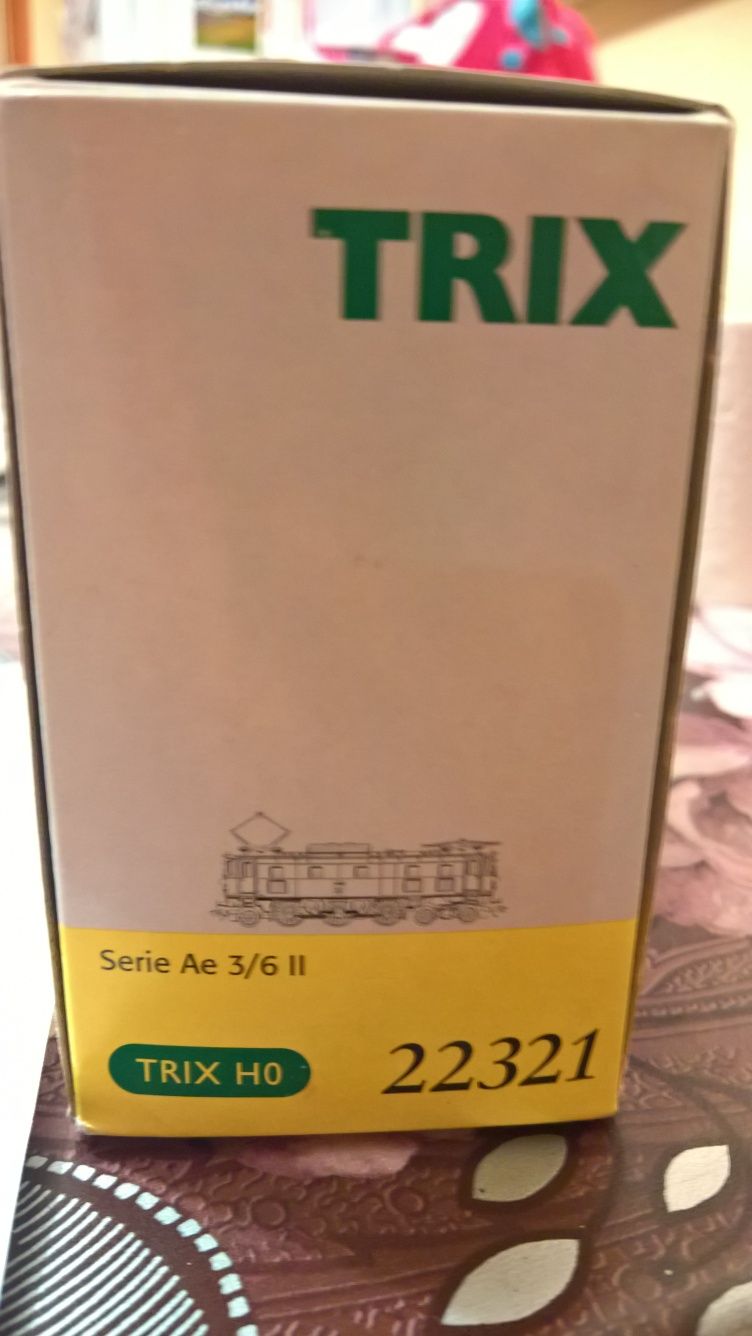 TRIX
Serie Ae 3/6 II
TRIX H0
22321